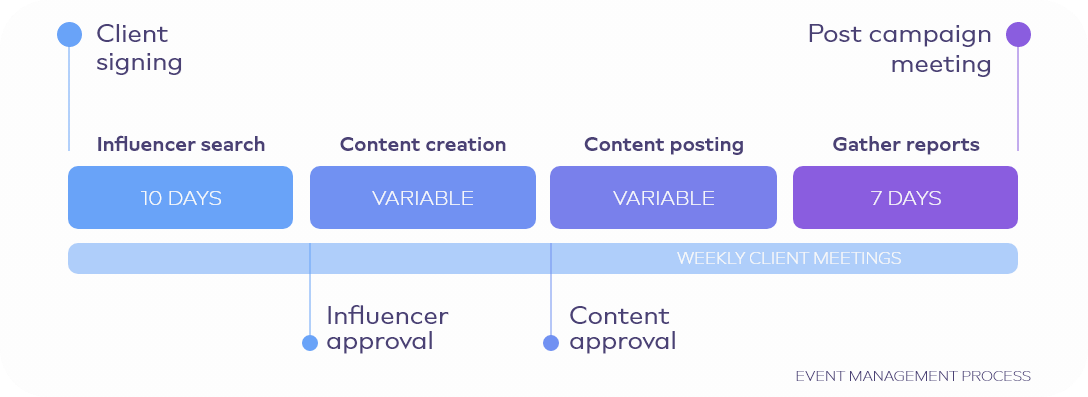 Client
signing
Post campaign
meeting
Influencer search
Content creation
Content posting
Gather reports
10 DAYS
VARIABLE
VARIABLE
7 DAYS
WEEKLY CLIENT MEETINGS
Influencer
approval
Content
approval
EVENT MANAGEMENT PROCESS